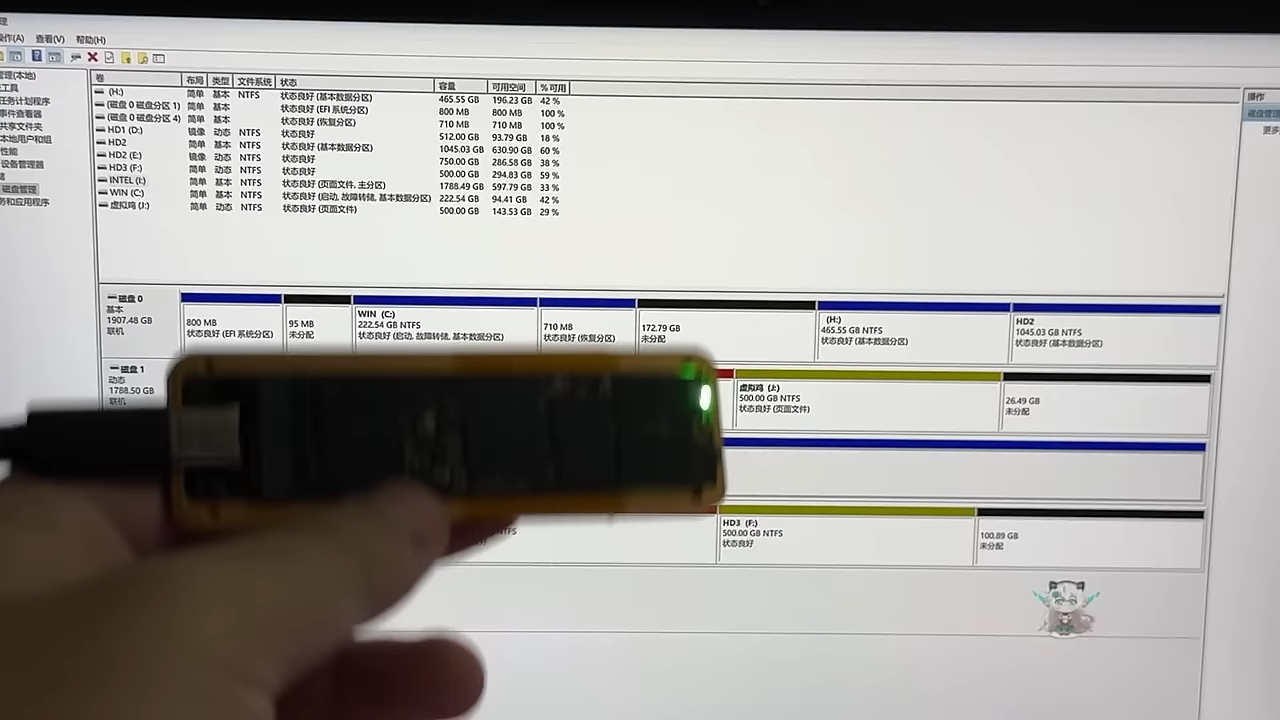 理
操作(A) 查看(V) 帮助(H)
管理(本地)
统工具
任务计划程序
事件查看器
共享文件夹
本地用户和组
性能
设备管理器
储
磁盘管理
务和应用程序
卷 布局 类型 文件系统 状态 容量 可用空间 % 可用
(H:) 简单 基本 NTFS 状态良好 (基本数据分区) 465.55 GB 196.23 GB 42 %
(磁盘 0 磁盘分区 1) 简单 基本 状态良好 (EFI 系统分区) 800 MB 800 MB 100 %
(磁盘 0 磁盘分区 4) 简单 基本 状态良好 (恢复分区) 710 MB 710 MB 100 %
HD1 (D:) 镜像 动态 NTFS 状态良好 512.00 GB 93.79 GB 18 %
HD2 简单 基本 NTFS 状态良好 (基本数据分区) 1045.03 GB 630.90 GB 60 %
HD2 (E:) 镜像 动态 NTFS 状态良好 750.00 GB 286.58 GB 38 %
HD3 (F:) 简单 动态 NTFS 状态良好 500.00 GB 294.83 GB 59 %
INTEL (I:) 简单 基本 NTFS 状态良好 (页面文件, 主分区) 1788.49 GB 597.79 GB 33 %
WIN (C:) 简单 基本 NTFS 状态良好 (启动, 故障转储, 基本数据分区) 222.54 GB 94.41 GB 42 %
虚拟鸡 (J:) 简单 动态 NTFS 状态良好 (页面文件) 500.00 GB 143.53 GB 29 %
操作
磁盘管理
更多
磁盘 0
基本
1907.48 GB
联机
800 MB
状态良好 (EFI 系统分区)
95 MB
未分配
WIN (C:)
222.54 GB NTFS
状态良好 (启动, 故障转储, 基本数据分区)
710 MB
状态良好 (恢复分区)
172.79 GB
未分配
(H:)
465.55 GB NTFS
状态良好 (基本数据分区)
HD2
1045.03 GB NTFS
状态良好 (基本数据分区)
磁盘 1
动态
1788.50 GB
联机
虚拟鸡 (J:)
500.00 GB NTFS
状态良好 (页面文件)
26.49 GB
未分配
NTFS
HD3 (F:)
500.00 GB NTFS
状态良好
100.89 GB
未分配